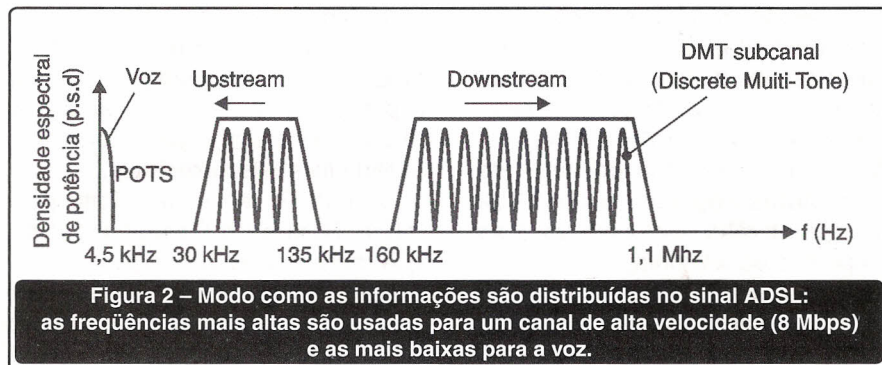 Densidade espectral
de potência (p.s.d)
Voz
POTS
Upstream
Downstream
DMT subcanal
(Discrete Muiti-Tone)
4,5 kHz 30 kHz 135 kHz 160 kHz 1,1 Mhz
f (Hz)
Figura 2 – Modo como as informações são distribuídas no sinal ADSL:
as freqüências mais altas são usadas para um canal de alta velocidade (8 Mbps)
e as mais baixas para a voz.